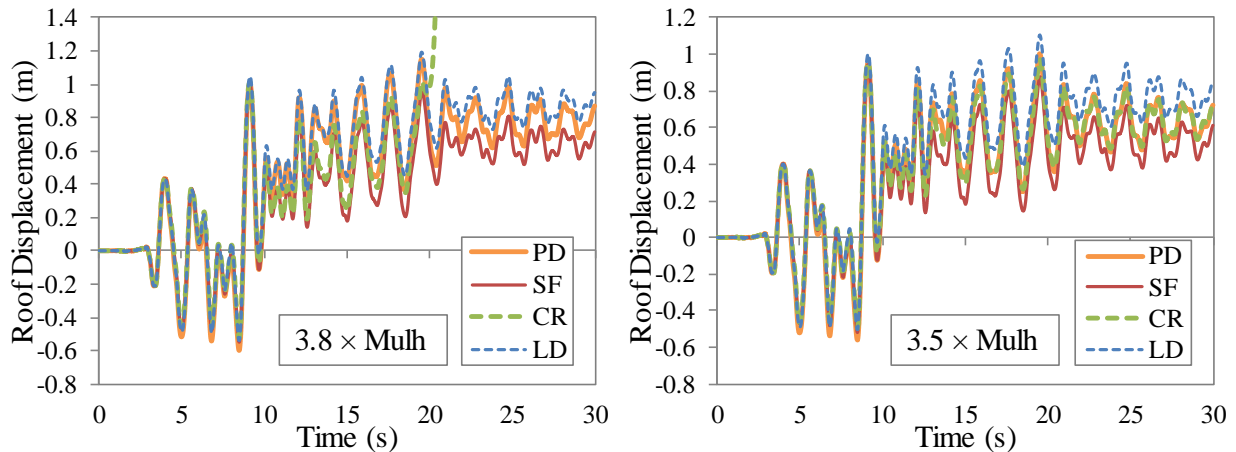 Roof Displacement (m)
1.4
1.2
1
0.8
0.6
0.4
0.2
0
-0.2
-0.4
-0.6
-0.8
0 5 10 15 20 25 30
Time (s)
3.8 × Mulh
PD
SF
CR
LD
Roof Displacement (m)
1.2
1.0
0.8
0.6
0.4
0.2
0.0
-0.2
-0.4
-0.6
-0.8
0 5 10 15 20 25 30
Time (s)
3.5 × Mulh
PD
SF
CR
LD